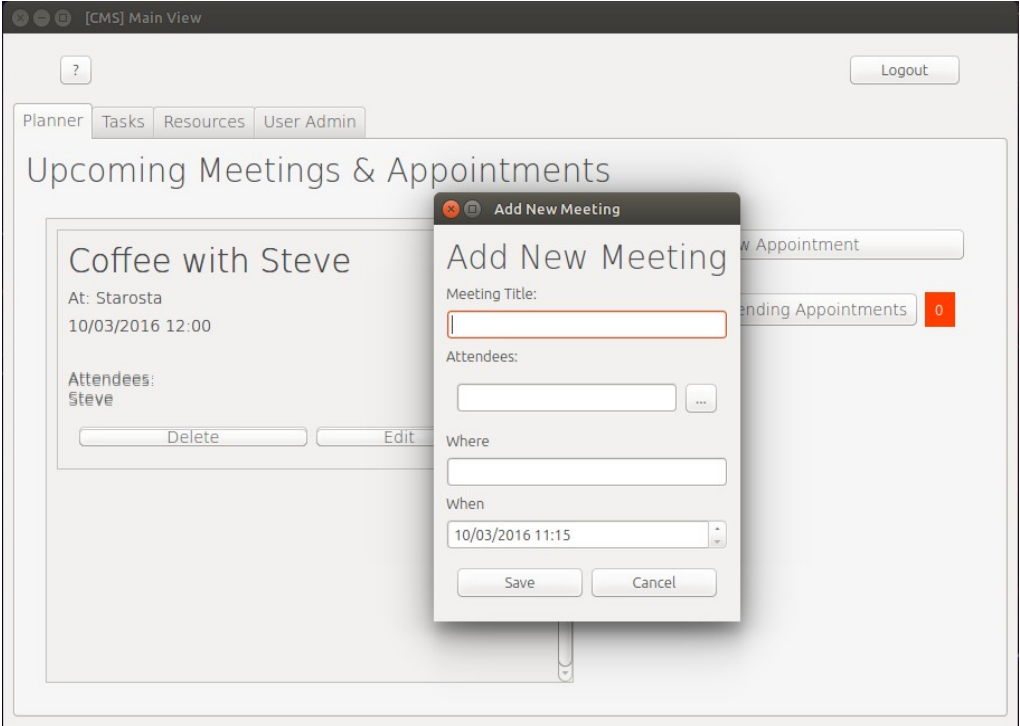 [CMS] Main View
?
Logout
Planner Tasks Resources User Admin
Upcoming Meetings & Appointments
Coffee with Steve
At: Starosta
10/03/2016 12:00
Attendees:
Steve
Delete Edit
Add New Meeting
Add New Meeting
Meeting Title:
Attendees:
...
Where
When
10/03/2016 11:15
Save Cancel
Appointment
Appointments
0